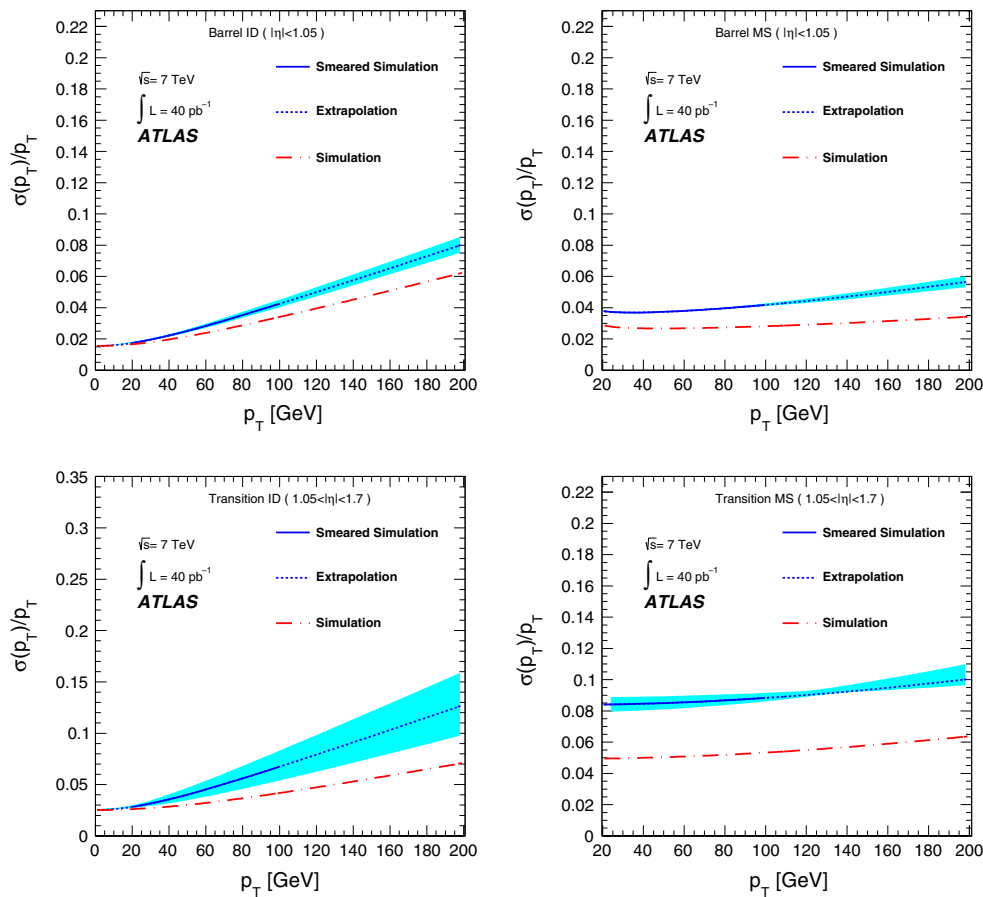 Barrel ID ( |η|<1.05)
√s= 7 TeV
∫ L = 40 pb⁻¹
ATLAS
Smeared Simulation
Extrapolation
Simulation
σ(p_T)/p_T
0.22
0.2
0.18
0.16
0.14
0.12
0.1
0.08
0.06
0.04
0.02
0
0 20 40 60 80 100 120 140 160 180 200
p_T [GeV]
Barrel MS ( |η|<1.05)
√s= 7 TeV
∫ L = 40 pb⁻¹
ATLAS
Smeared Simulation
Extrapolation
Simulation
σ(p_T)/p_T
0.22
0.2
0.18
0.16
0.14
0.12
0.1
0.08
0.06
0.04
0.02
0
20 40 60 80 100 120 140 160 180 200
p_T [GeV]
Transition ID ( 1.05<|η|<1.7)
√s= 7 TeV
∫ L = 40 pb⁻¹
ATLAS
Smeared Simulation
Extrapolation
Simulation
σ(p_T)/p_T
0.35
0.3
0.25
0.2
0.15
0.1
0.05
0
0 20 40 60 80 100 120 140 160 180 200
p_T [GeV]
Transition MS ( 1.05<|η|<1.7)
√s= 7 TeV
∫ L = 40 pb⁻¹
ATLAS
Smeared Simulation
Extrapolation
Simulation
σ(p_T)/p_T
0.22
0.2
0.18
0.16
0.14
0.12
0.1
0.08
0.06
0.04
0.02
0
20 40 60 80 100 120 140 160 180 200
p_T [GeV]